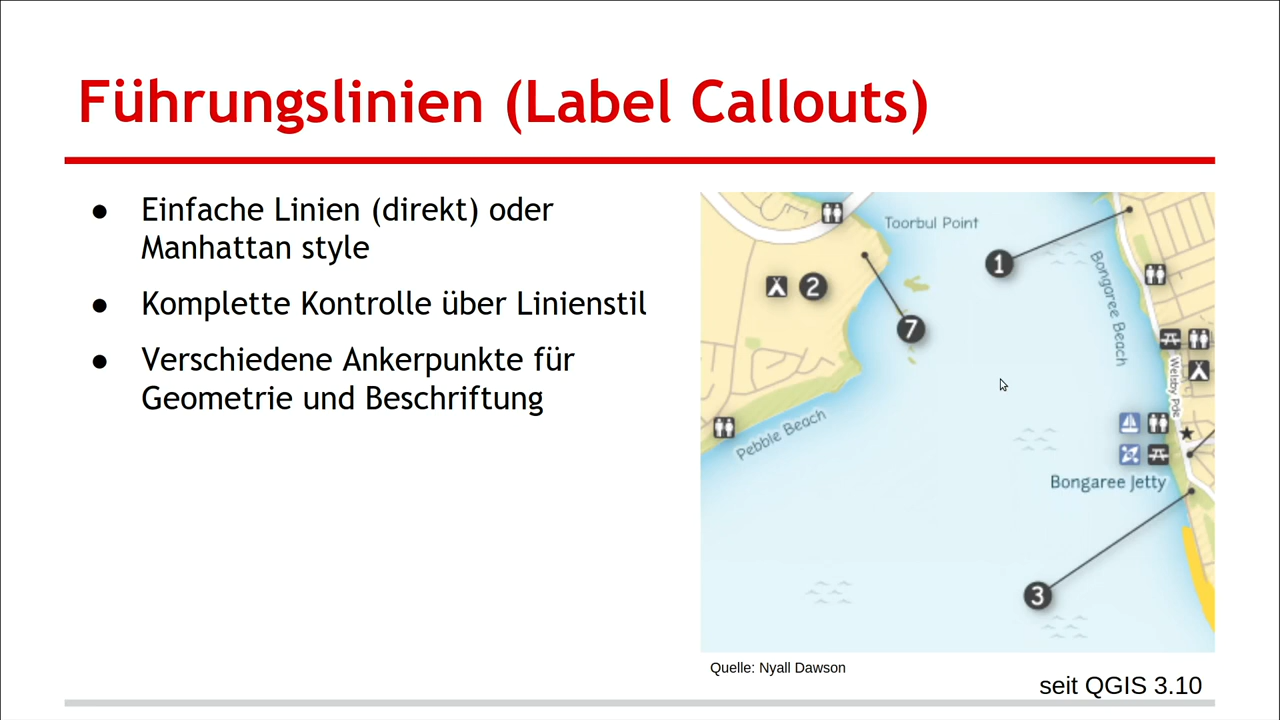 Führungslinien (Label Callouts)
● Einfache Linien (direkt) oder
Manhattan style
● Komplette Kontrolle über Linienstil
● Verschiedene Ankerpunkte für
Geometrie und Beschriftung
Toorbul Point
1
2
7
Bongaree Beach
Welsby Pde
Pebble Beach
Bongaree Jetty
3
Quelle: Nyall Dawson
seit QGIS 3.10